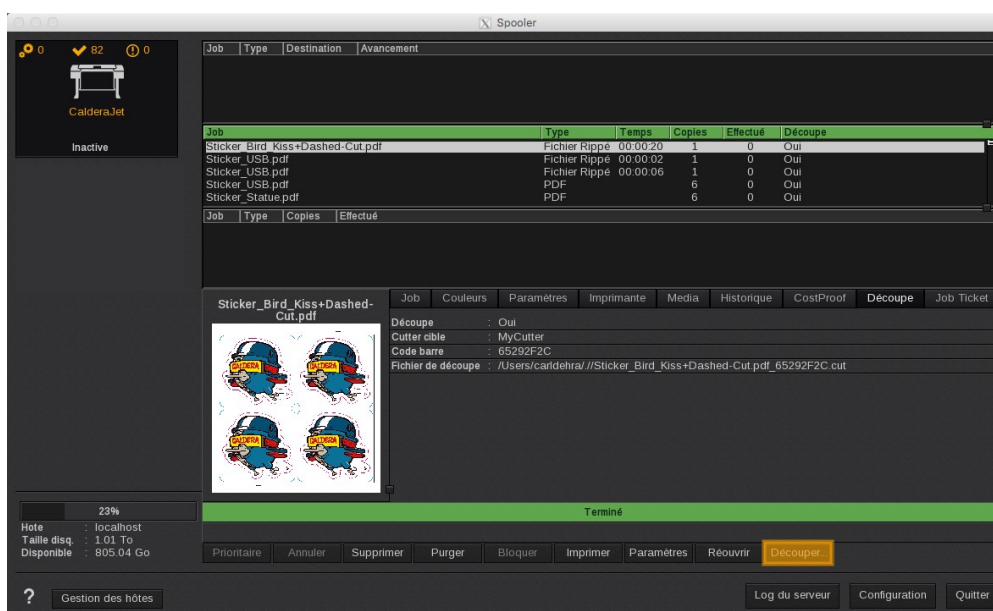 Spooler
0 82 0
CalderaJet
Inactive
Job Type Destination Avancement
Job Type Temps Copies Effectué Découpe
Sticker_Bird_Kiss+Dashed-Cut.pdf Fichier Rippé 00:00:20 1 0 Oui
Sticker_USB.pdf Fichier Rippé 00:00:02 1 0 Oui
Sticker_USB.pdf Fichier Rippé 00:00:06 1 0 Oui
Sticker_USB.pdf PDF 6 0 Oui
Sticker_Statue.pdf PDF 6 0 Oui
Job Type Copies Effectué
Sticker_Bird_Kiss+Dashed-
Cut.pdf
CALDERA CALDERA
CALDERA CALDERA
Job Couleurs Paramètres Imprimante Media Historique CostProof Découpe Job Ticket
Découpe : Oui
Cutter cible : MyCutter
Code barre : 65292F2C
Fichier de découpe : /Users/carldehra/.//Sticker_Bird_Kiss+Dashed-Cut.pdf_65292F2C.cut
23%
Hote : localhost
Taille disq. : 1.01 To
Disponible : 805.04 Go
Terminé
Prioritaire Annuler Supprimer Purger Bloquer Imprimer Paramètres Réouvrir Découper...
? Gestion des hôtes Log du serveur Configuration Quitter